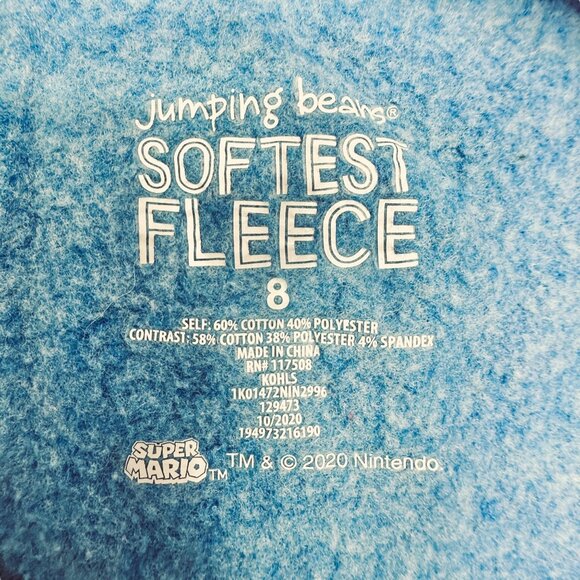 jumping beans®
SOFTEST
FLEECE
8
SELF: 60% COTTON 40% POLYESTER
CONTRAST: 58% COTTON 38% POLYESTER 4% SPANDEX
MADE IN CHINA
RN# 117508
KOHLS
1K01472NIN2996
129473
10/2020
194973216190
SUPER
MARIO™ TM & © 2020 Nintendo.